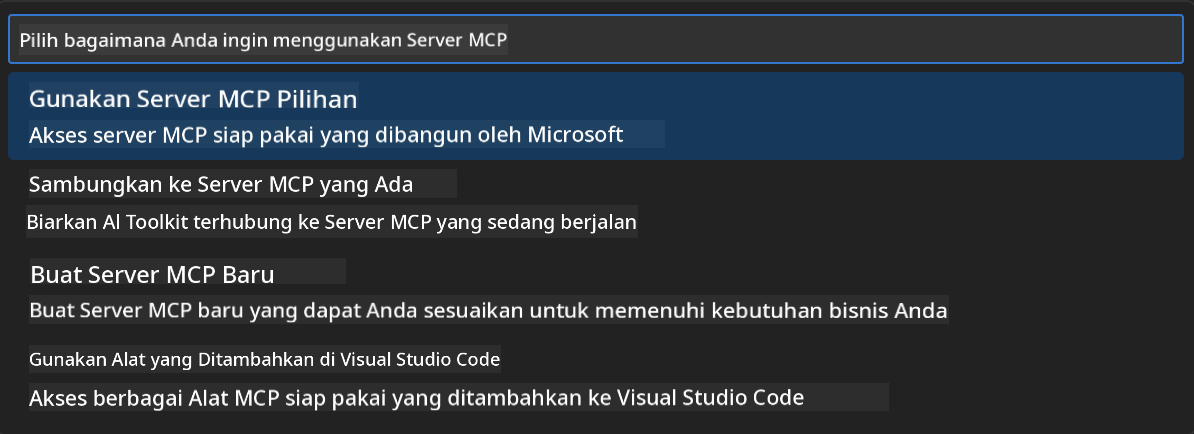 Pilih bagaimana Anda ingin menggunakan Server MCP
Gunakan Server MCP Pilihan
Akses server MCP siap pakai yang dibangun oleh Microsoft
Sambungkan ke Server MCP yang Ada
Biarkan Al Toolkit terhubung ke Server MCP yang sedang berjalan
Buat Server MCP Baru
Buat Server MCP baru yang dapat Anda sesuaikan untuk memenuhi kebutuhan bisnis Anda
Gunakan Alat yang Ditambahkan di Visual Studio Code
Akses berbagai Alat MCP siap pakai yang ditambahkan ke Visual Studio Code